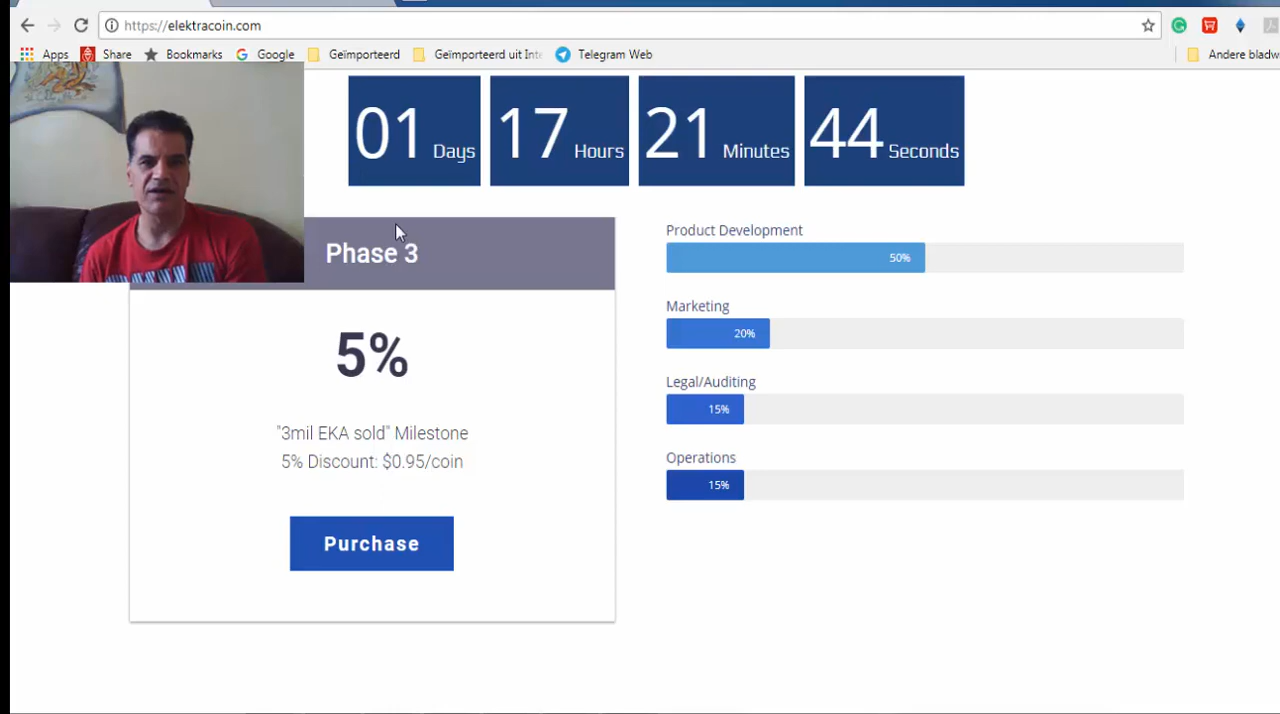 https://elektracoin.com
Apps Share Bookmarks Google Geïmporteerd Geïmporteerd uit Int Telegram Web Andere bladw
01 Days 17 Hours 21 Minutes 44 Seconds
Phase 3
5%
"3mil EKA sold" Milestone
5% Discount: $0.95/coin
Purchase
Product Development
50%
Marketing
20%
Legal/Auditing
15%
Operations
15%